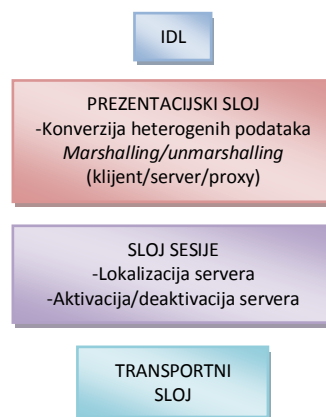 IDL
PREZENTACIJSKI SLOJ
-Konverzija heterogenih podataka
Marshalling/unmarshalling
(klijent/server/proxy)
SLOJ SESIJE
-Lokalizacija servera
-Aktivacija/deaktivacija servera
TRANSPORTNI
SLOJ